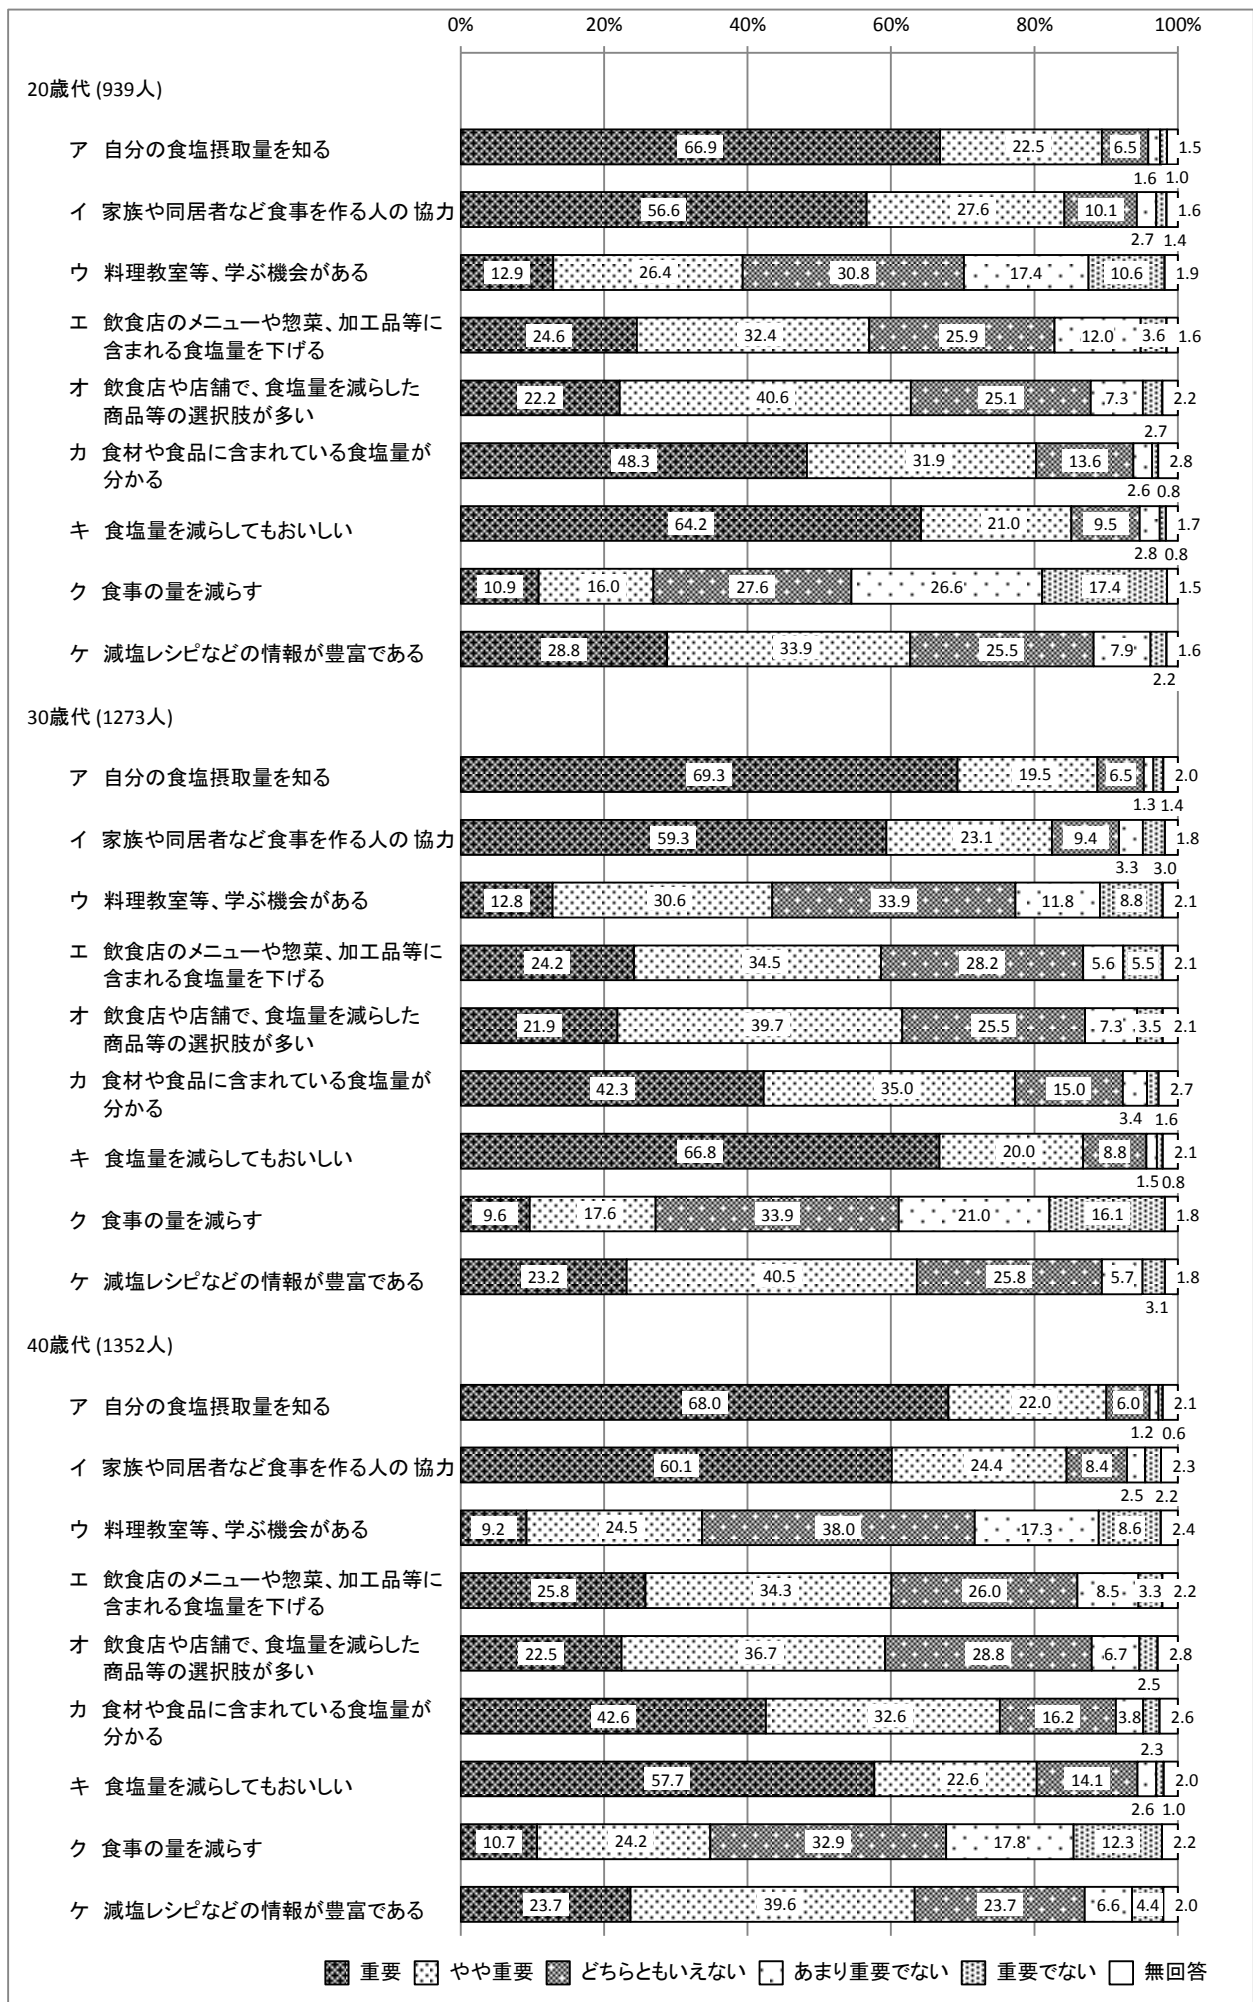 0% 20% 40% 60% 80% 100%
20歳代 (939人)
ア 自分の食塩摂取量を知る 66.9 22.5 6.5 1.5
1.6 1.0
イ 家族や同居者など食事を作る人の 協力 56.6 27.6 10.1 1.6
2.7 1.4
ウ 料理教室等、学ぶ機会がある 12.9 26.4 30.8 17.4 10.6 1.9
エ 飲食店のメニューや惣菜、加工品等に
含まれる食塩量を下げる 24.6 32.4 25.9 12.0 3.6 1.6
オ 飲食店や店舗で、食塩量を減らした
商品等の選択肢が多い 22.2 40.6 25.1 7.3 2.2
2.7
カ 食材や食品に含まれている食塩量が
分かる 48.3 31.9 13.6 2.8
2.6 0.8
キ 食塩量を減らしてもおいしい 64.2 21.0 9.5 1.7
2.8 0.8
ク 食事の量を減らす 10.9 16.0 27.6 26.6 17.4 1.5
ケ 減塩レシピなどの情報が豊富である 28.8 33.9 25.5 7.9 1.6
2.2
30歳代 (1273人)
ア 自分の食塩摂取量を知る 69.3 19.5 6.5 2.0
1.3 1.4
イ 家族や同居者など食事を作る人の 協力 59.3 23.1 9.4 1.8
3.3 3.0
ウ 料理教室等、学ぶ機会がある 12.8 30.6 33.9 11.8 8.8 2.1
エ 飲食店のメニューや惣菜、加工品等に
含まれる食塩量を下げる 24.2 34.5 28.2 5.6 5.5 2.1
オ 飲食店や店舗で、食塩量を減らした
商品等の選択肢が多い 21.9 39.7 25.5 7.3 3.5 2.1
カ 食材や食品に含まれている食塩量が
分かる 42.3 35.0 15.0 2.7
3.4 1.6
キ 食塩量を減らしてもおいしい 66.8 20.0 8.8 2.1
1.5 0.8
ク 食事の量を減らす 9.6 17.6 33.9 21.0 16.1 1.8
ケ 減塩レシピなどの情報が豊富である 23.2 40.5 25.8 5.7 1.8
3.1
40歳代 (1352人)
ア 自分の食塩摂取量を知る 68.0 22.0 6.0 2.1
1.2 0.6
イ 家族や同居者など食事を作る人の 協力 60.1 24.4 8.4 2.3
2.5 2.2
ウ 料理教室等、学ぶ機会がある 9.2 24.5 38.0 17.3 8.6 2.4
エ 飲食店のメニューや惣菜、加工品等に
含まれる食塩量を下げる 25.8 34.3 26.0 8.5 3.3 2.2
オ 飲食店や店舗で、食塩量を減らした
商品等の選択肢が多い 22.5 36.7 28.8 6.7 2.8
2.5
カ 食材や食品に含まれている食塩量が
分かる 42.6 32.6 16.2 3.8 2.6
2.3
キ 食塩量を減らしてもおいしい 57.7 22.6 14.1 2.0
2.6 1.0
ク 食事の量を減らす 10.7 24.2 32.9 17.8 12.3 2.2
ケ 減塩レシピなどの情報が豊富である 23.7 39.6 23.7 6.6 4.4 2.0
重要 やや重要 どちらともいえない あまり重要でない 重要でない 無回答